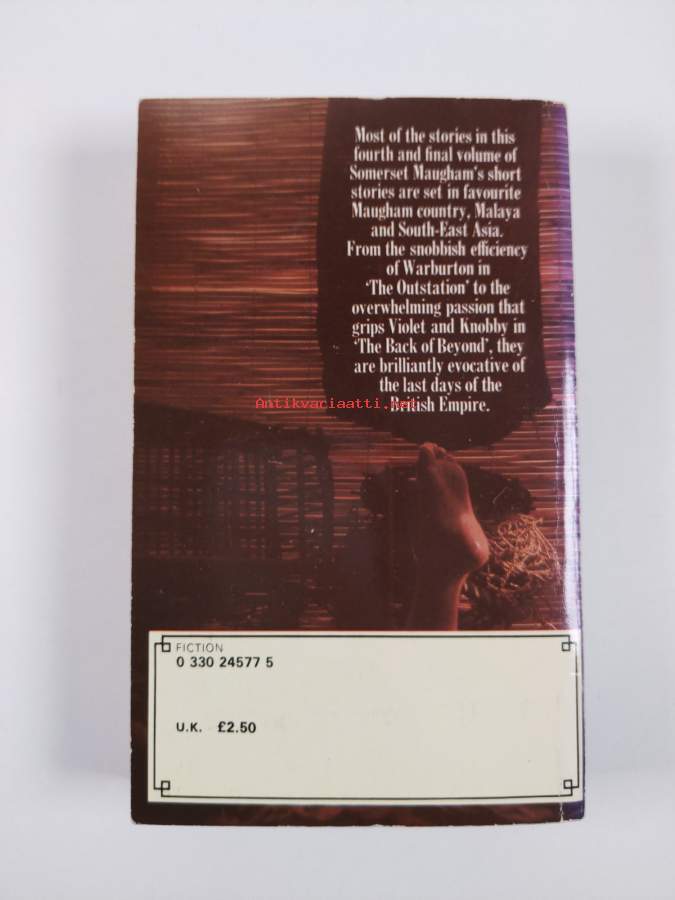 Most of the stories in this
fourth and final volume of
Somerset Maugham's short
stories are set in favourite
Maugham country, Malaya
and South-East Asia.
From the snobbish efficiency
of Warburton in
'The Outstation' to the
overwhelming passion that
grips Violet and Knobby in
'The Back of Beyond', they
are brilliantly evocative of
the last days of the
British Empire.
Antikvariaatti.net
FICTION
0 330 24577 5
U.K. £2.50